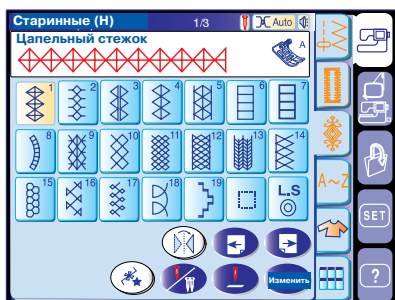 Старинные (H) 1/3 Auto
Цапельный стежок A
1 2 3 4 5 6 7
8 9 10 11 12 13 14
15 16 17 18 19 L.S
A~Z
SET
Изменить
?